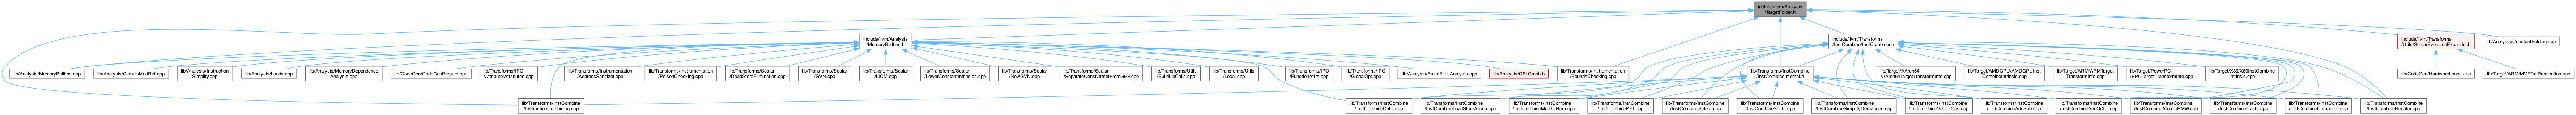 include/llvm/Analysis
/TargetFolder.h
include/llvm/Analysis
/MemoryBuiltins.h
include/llvm/Transforms
/InstCombine/InstCombiner.h
include/llvm/Transforms
/Utils/ScalarEvolutionExpander.h
lib/Analysis/ConstantFolding.cpp
lib/Analysis/MemoryBuiltins.cpp
lib/Analysis/GlobalsModRef.cpp
lib/Analysis/Instruction
Simplify.cpp
lib/Analysis/Loads.cpp
lib/Analysis/MemoryDependence
Analysis.cpp
lib/CodeGen/CodeGenPrepare.cpp
lib/Transforms/IPO
/AttributorAttributes.cpp
lib/Transforms/Instrumentation
/AddressSanitizer.cpp
lib/Transforms/Instrumentation
/PoisonChecking.cpp
lib/Transforms/Scalar
/DeadStoreElimination.cpp
lib/Transforms/Scalar
/GVN.cpp
lib/Transforms/Scalar
/LICM.cpp
lib/Transforms/Scalar
/LowerConstantIntrinsics.cpp
lib/Transforms/Scalar
/NewGVN.cpp
lib/Transforms/Scalar
/SeparateConstOffsetFromGEP.cpp
lib/Transforms/Utils
/BuildLibCalls.cpp
lib/Transforms/Utils
/Local.cpp
lib/Transforms/IPO
/FunctionAttrs.cpp
lib/Transforms/IPO
/GlobalOpt.cpp
lib/Analysis/BasicAliasAnalysis.cpp
lib/Analysis/CFLGraph.h
lib/Transforms/Instrumentation
/BoundsChecking.cpp
lib/Transforms/InstCombine
/InstCombineInternal.h
lib/Target/AArch64
/AArch64TargetTransformInfo.cpp
lib/Target/AMDGPU/AMDGPUInst
CombineIntrinsic.cpp
lib/Target/ARM/ARMTarget
TransformInfo.cpp
lib/Target/PowerPC
/PPCTargetTransformInfo.cpp
lib/Target/X86/X86InstCombine
Intrinsic.cpp
lib/CodeGen/HardwareLoops.cpp
lib/Target/ARM/MVETailPredication.cpp
lib/Transforms/InstCombine
/InstructionCombining.cpp
lib/Transforms/InstCombine
/InstCombineCalls.cpp
lib/Transforms/InstCombine
/InstCombineLoadStoreAlloca.cpp
lib/Transforms/InstCombine
/InstCombineMulDivRem.cpp
lib/Transforms/InstCombine
/InstCombinePHI.cpp
lib/Transforms/InstCombine
/InstCombineSelect.cpp
lib/Transforms/InstCombine
/InstCombineShifts.cpp
lib/Transforms/InstCombine
/InstCombineSimplifyDemanded.cpp
lib/Transforms/InstCombine
/InstCombineVectorOps.cpp
lib/Transforms/InstCombine
/InstCombineAddSub.cpp
lib/Transforms/InstCombine
/InstCombineAndOrXor.cpp
lib/Transforms/InstCombine
/InstCombineAtomicRMW.cpp
lib/Transforms/InstCombine
/InstCombineCasts.cpp
lib/Transforms/InstCombine
/InstCombineCompares.cpp
lib/Transforms/InstCombine
/InstCombineNegator.cpp